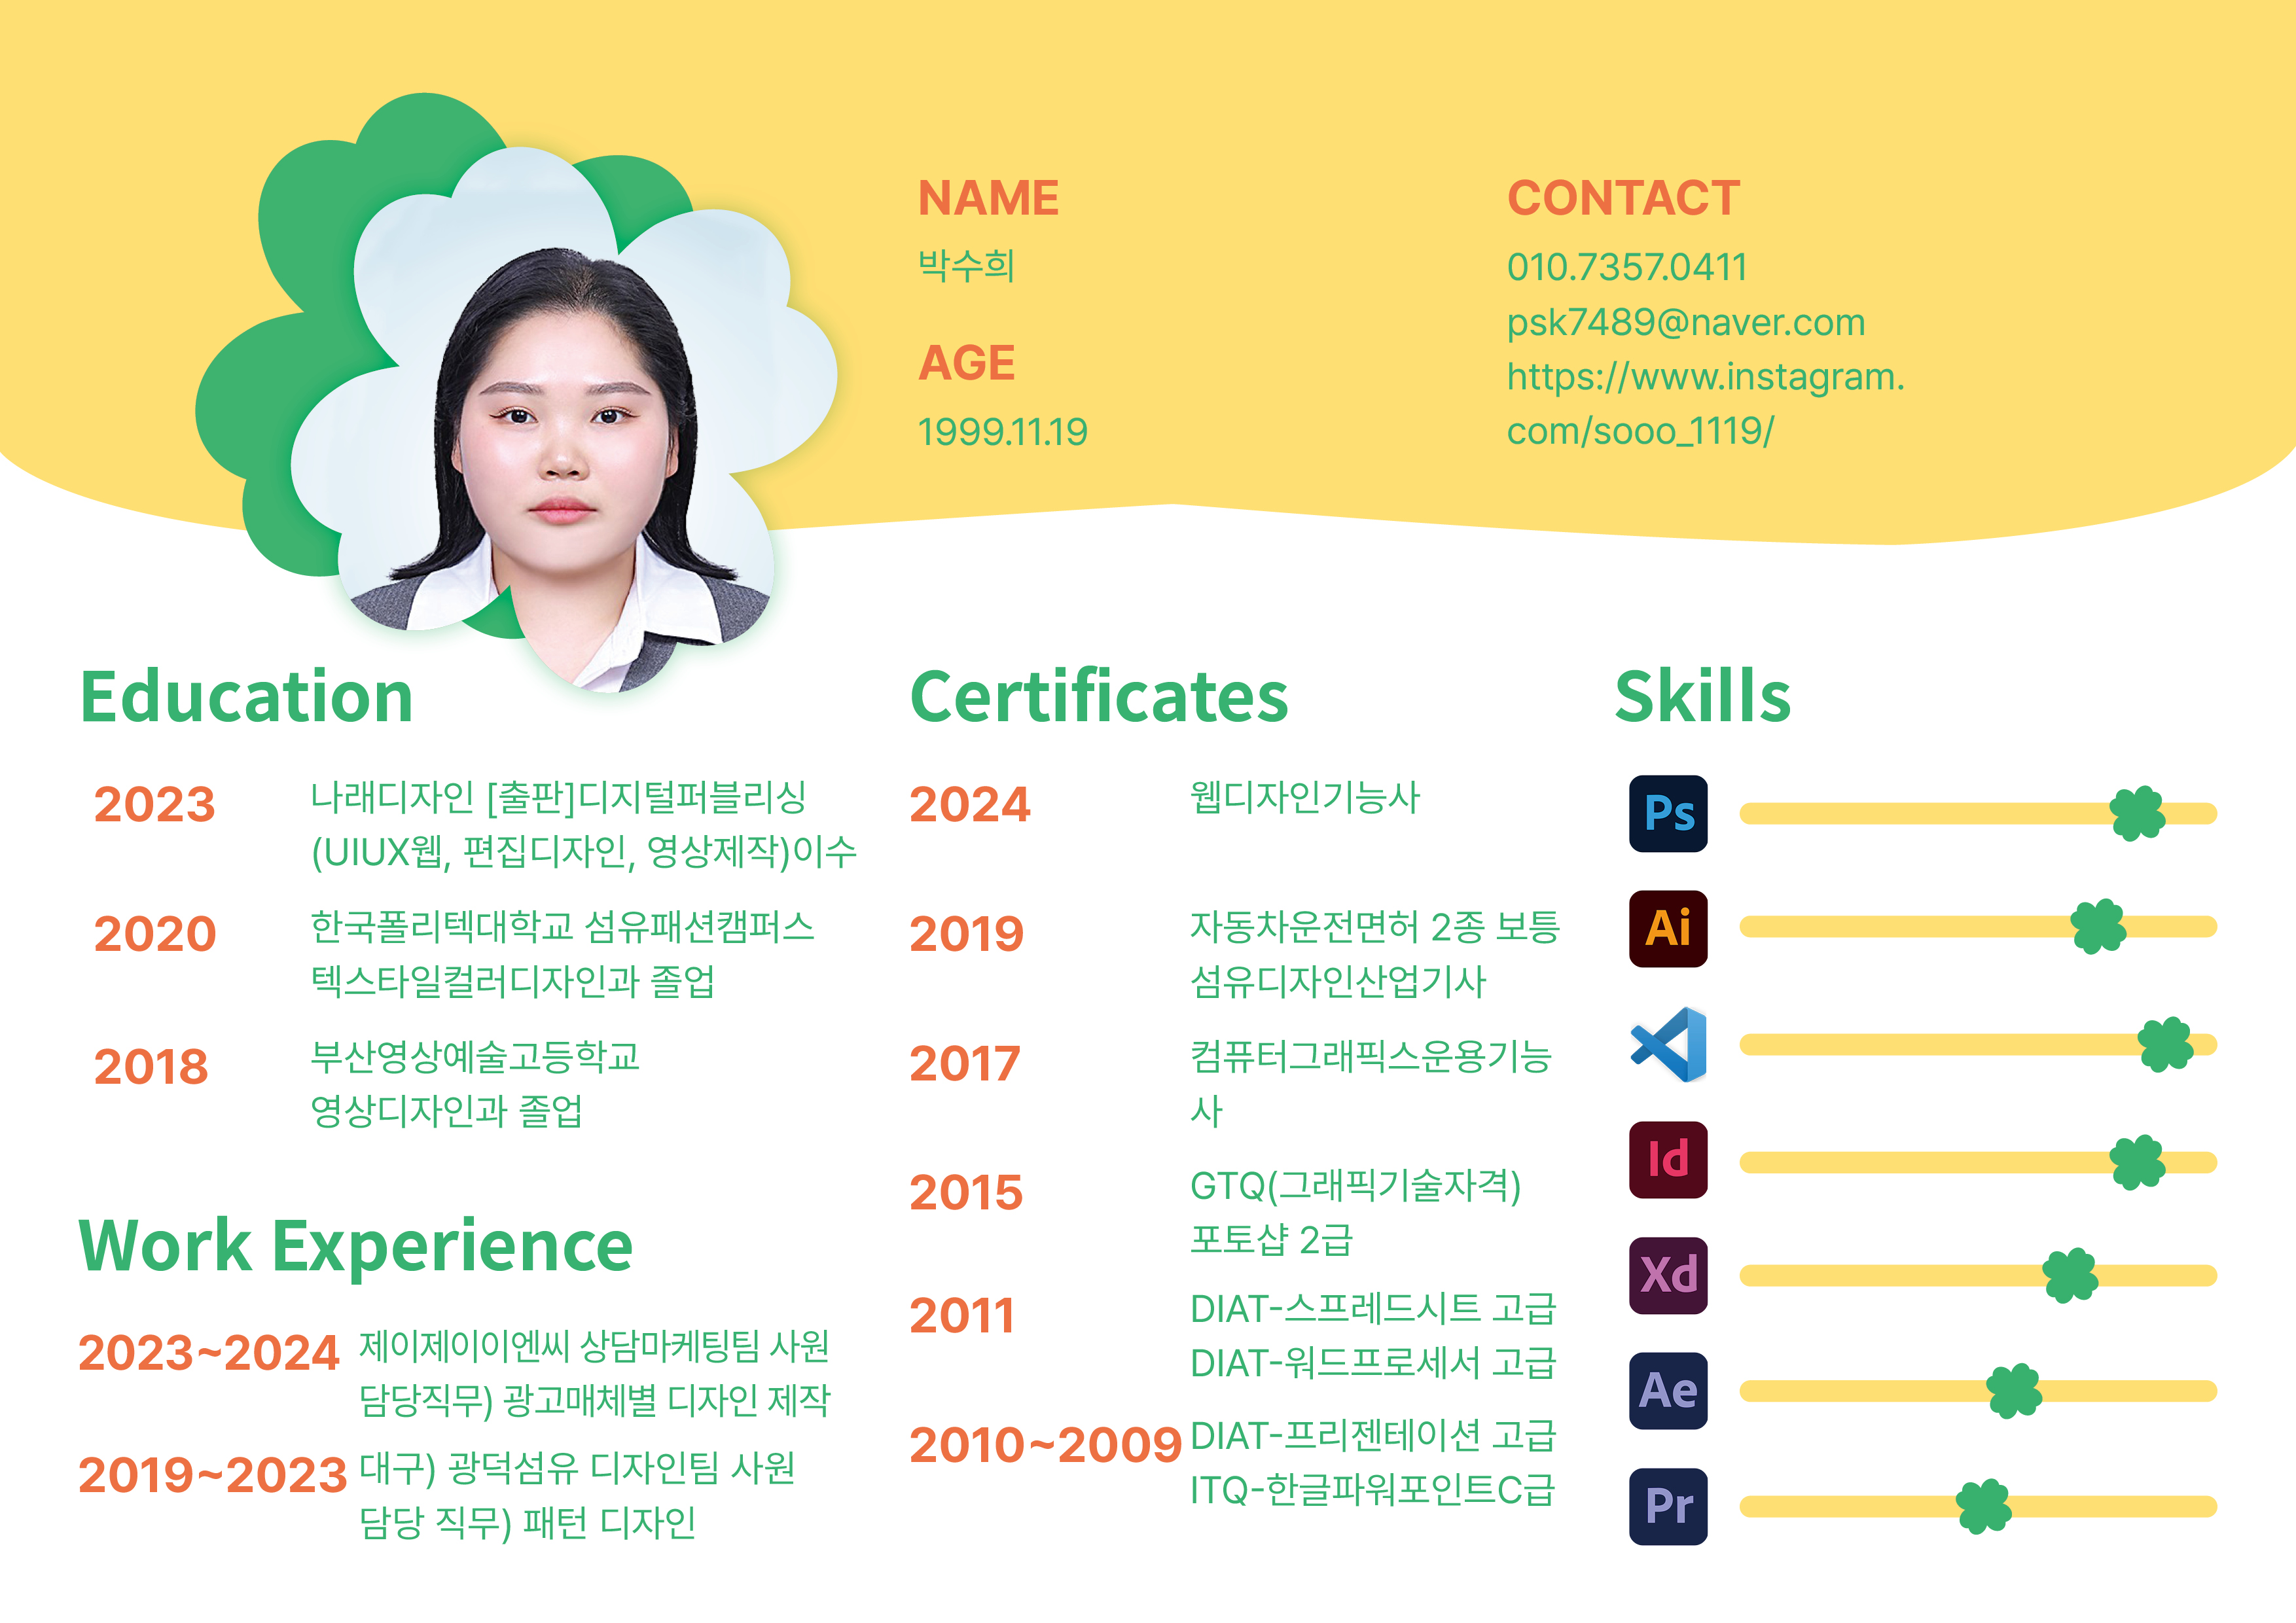 NAME
박수희
AGE
1999.11.19
CONTACT
010.7357.0411
psk7489@naver.com
https://www.instagram.
com/sooo_1119/
Education
2023
나래디자인 [출판]디지털퍼블리싱
(UIUX웹, 편집디자인, 영상제작)이수
2020
한국폴리텍대학교 섬유패션캠퍼스
텍스타일컬러디자인과 졸업
2018
부산영상예술고등학교
영상디자인과 졸업
Work Experience
2023~2024
제이제이이엔씨 상담마케팅팀 사원
담당직무) 광고매체별 디자인 제작
2019~2023
대구) 광덕섬유 디자인팀 사원
담당 직무) 패턴 디자인
Certificates
2024
웹디자인기능사
2019
자동차운전면허 2종 보틍
섬유디자인산업기사
2017
컴퓨터그래픽스운용기능
사
2015
GTQ(그래픽기술자격)
포토샵 2급
2011
DIAT-스프레드시트 고급
DIAT-워드프로세서 고급
2010~2009
DIAT-프리젠테이션 고급
ITQ-한글파워포인트C급
Skills
Ps
Ai
Id
Xd
Ae
Pr